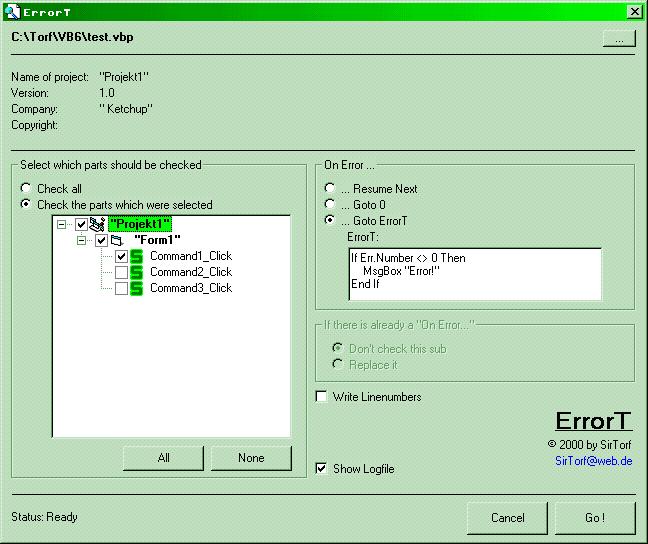 ErrorT
C:\Torf\VB6\test.vbp
...
Name of project: "Projekt1"
Version: 1.0
Company: " Ketchup"
Copyright:
Select which parts should be checked
Check all
Check the parts which were selected
"Projekt1"
"Form1"
S Command1_Click
S Command2_Click
S Command3_Click
All None
On Error ...
... Resume Next
... Goto 0
... Goto ErrorT
ErrorT:
If Err.Number <> 0 Then
MsgBox "Error!"
End If
If there is already a "On Error..."
Don't check this sub
Replace it
Write Linenumbers
Show Logfile
ErrorT
© 2000 by SirTorf
SirTorf@web.de
Status: Ready
Cancel Go !